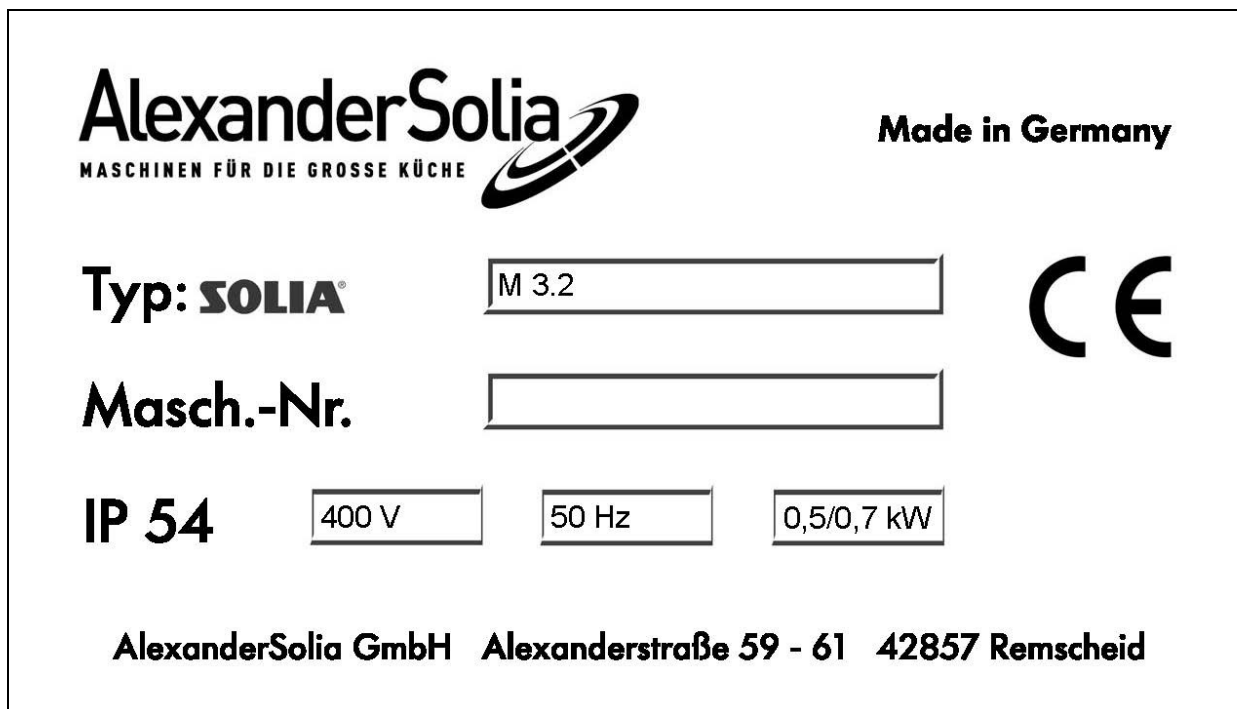 AlexanderSolia
MASCHINEN FÜR DIE GROSSE KÜCHE
Made in Germany
Typ: SOLIA® M 3.2
CE
Masch.-Nr.
IP 54 400 V 50 Hz 0,5/0,7 kW
AlexanderSolia GmbH Alexanderstraße 59 - 61 42857 Remscheid